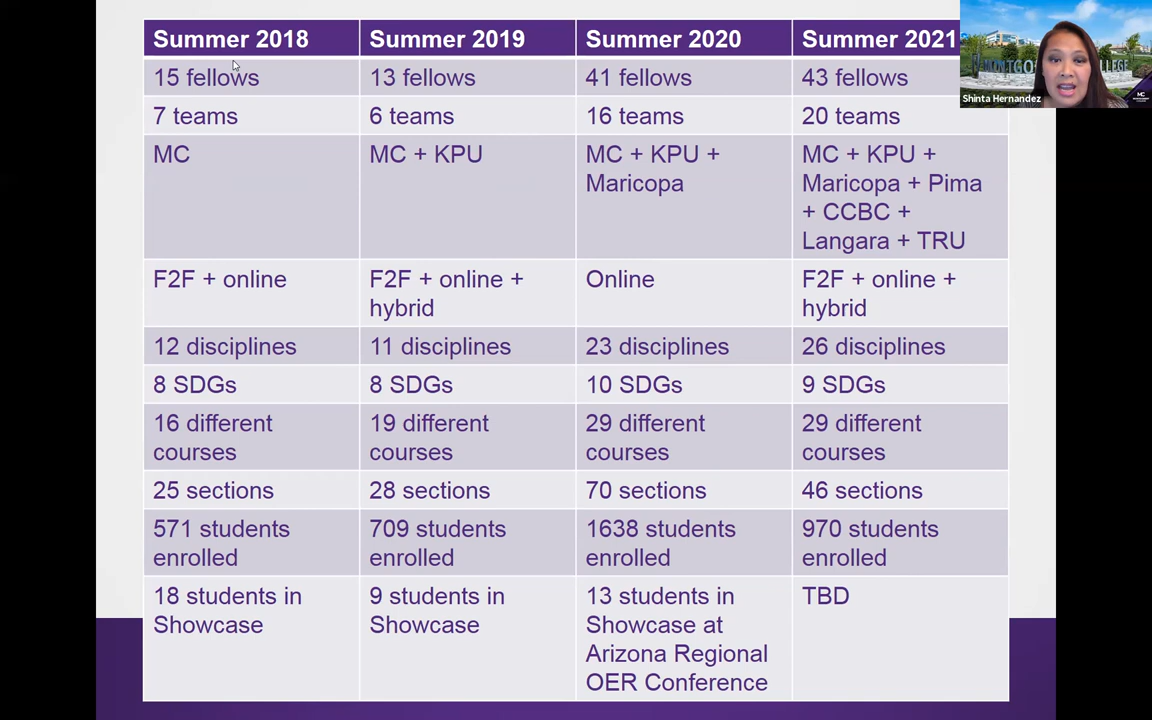 Summer 2018
Summer 2019
Summer 2020
Summer 2021
15 fellows
13 fellows
41 fellows
43 fellows
7 teams
6 teams
16 teams
20 teams
MC
MC + KPU
MC + KPU +
Maricopa
MC + KPU +
Maricopa + Pima
+ CCBC +
Langara + TRU
F2F + online
F2F + online +
hybrid
Online
F2F + online +
hybrid
12 disciplines
11 disciplines
23 disciplines
26 disciplines
8 SDGs
8 SDGs
10 SDGs
9 SDGs
16 different
courses
19 different
courses
29 different
courses
29 different
courses
25 sections
28 sections
70 sections
46 sections
571 students
enrolled
709 students
enrolled
1638 students
enrolled
970 students
enrolled
18 students in
Showcase
9 students in
Showcase
13 students in
Showcase at
Arizona Regional
OER Conference
TBD
Shinta Hernandez
MC